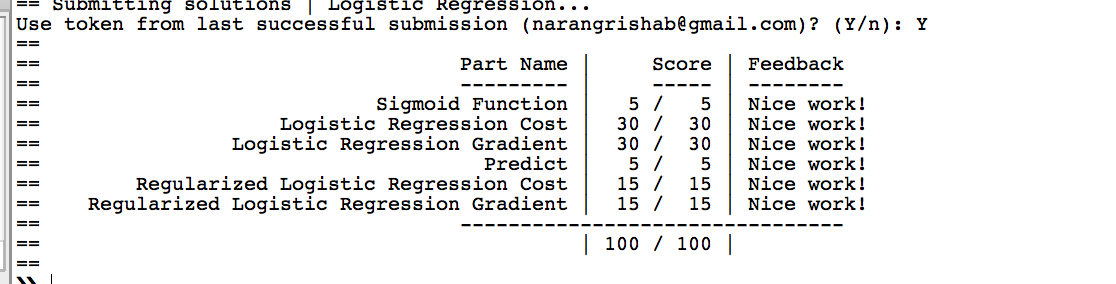 == Submitting solutions | Logistic Regression...
Use token from last successful submission (narangrishab@gmail.com)? (Y/n): Y
==
== Part Name | Score | Feedback
== --------- | ----- | --------
== Sigmoid Function | 5 / 5 | Nice work!
== Logistic Regression Cost | 30 / 30 | Nice work!
== Logistic Regression Gradient | 30 / 30 | Nice work!
== Predict | 5 / 5 | Nice work!
== Regularized Logistic Regression Cost | 15 / 15 | Nice work!
== Regularized Logistic Regression Gradient | 15 / 15 | Nice work!
== --------------------------------
== | 100 / 100 |
==
>>